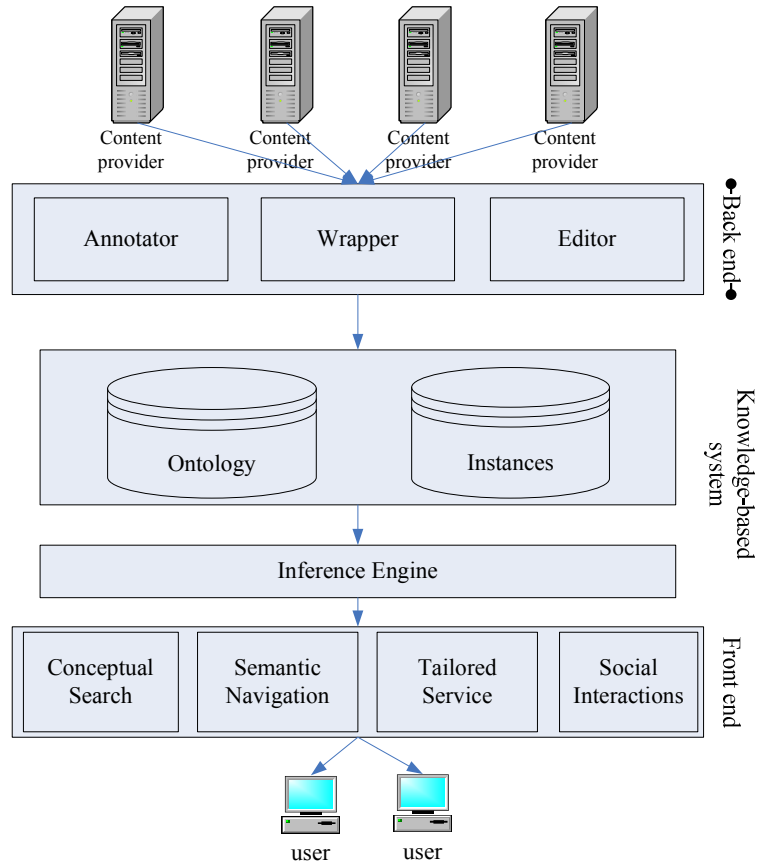 Content
provider
Content
provider
Content
provider
Content
provider
Annotator
Wrapper
Editor
Back end
Ontology
Instances
Knowledge-based
system
Inference Engine
Conceptual
Search
Semantic
Navigation
Tailored
Service
Social
Interactions
Front end
user
user